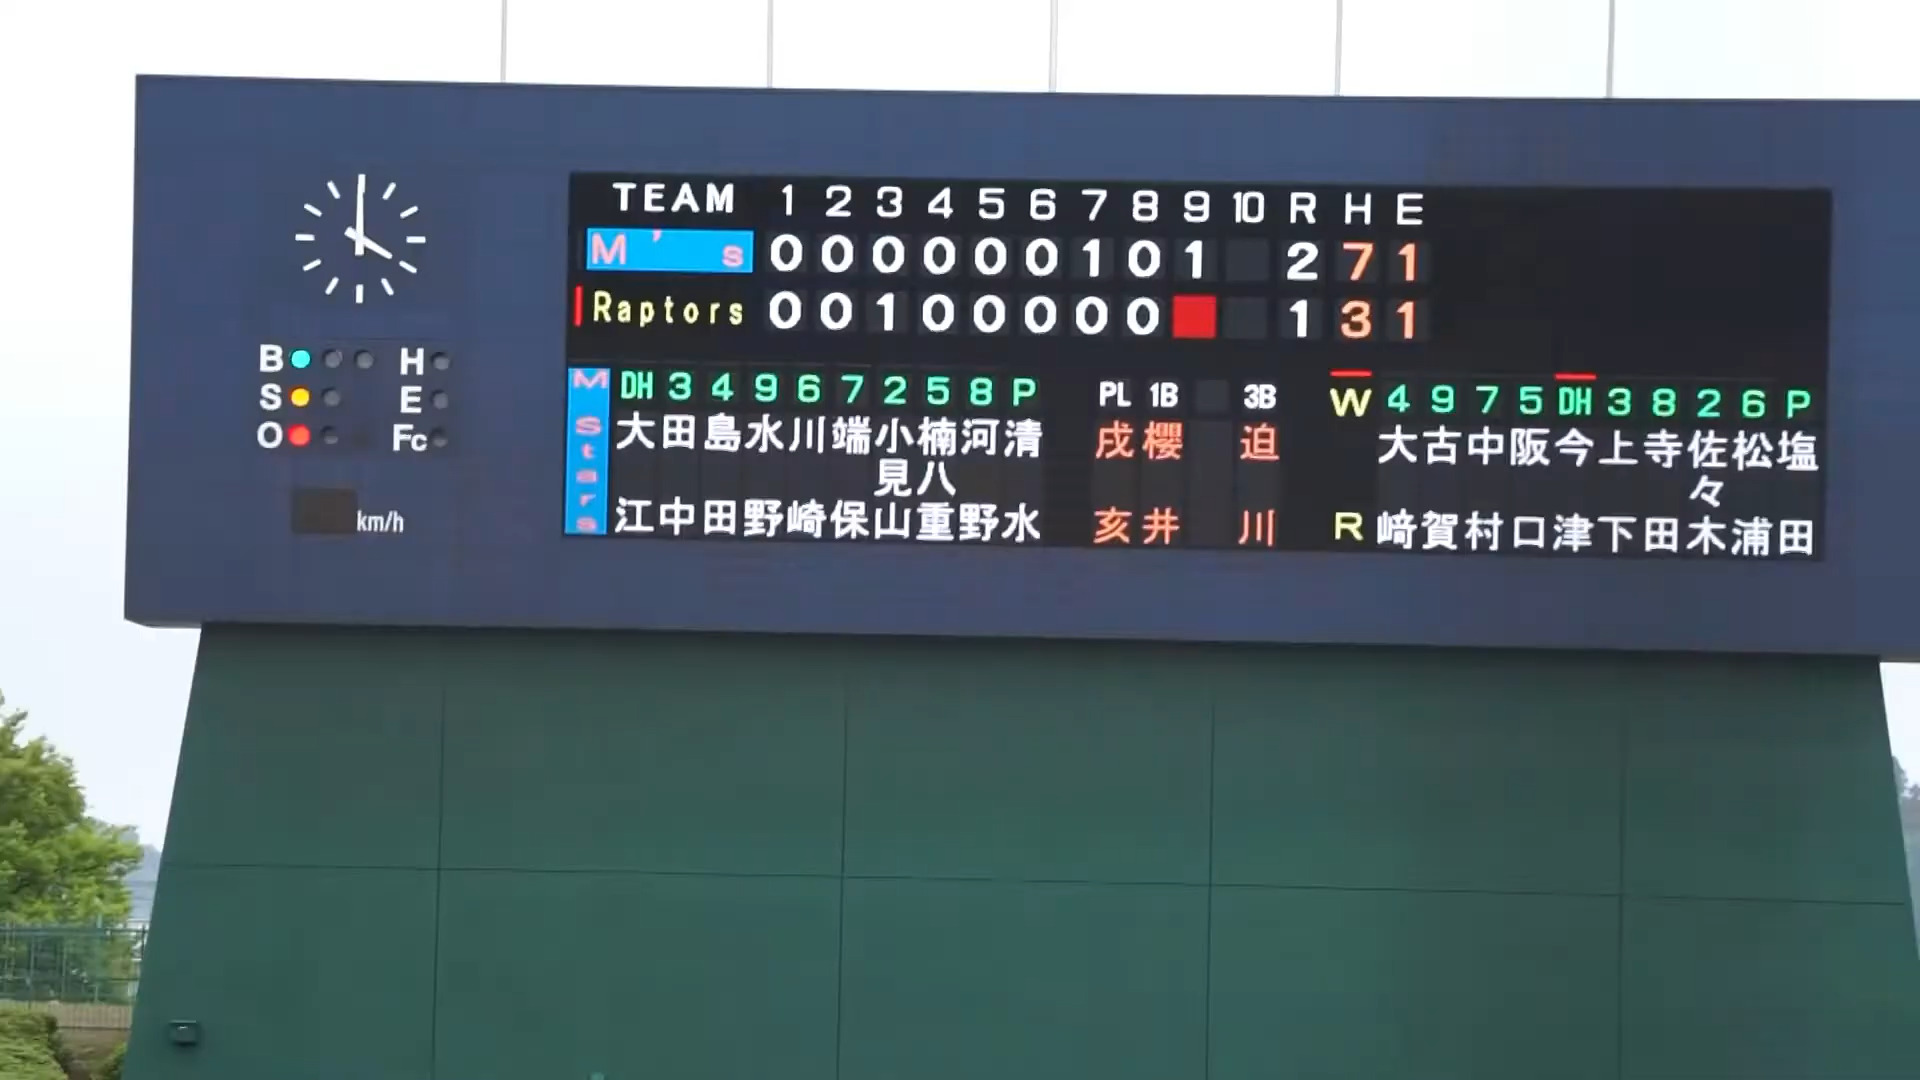 TEAM 1 2 3 4 5 6 7 8 9 10 R H E
M's 0 0 0 0 0 0 1 0 1 2 7 1
Raptors 0 0 1 0 0 0 0 0 1 3 1
B H
S E
O Fc
km/h
M Stars
DH 3 4 9 6 7 2 5 8 P
大江 田中 島田 水野 川崎 端保 小見山 楠八重 河野 清水
PL 1B 3B
戌亥 櫻井 迫川
W R
4 9 7 5 DH 3 8 2 6 P
大﨑 古賀 中村 阪口 今津 上下 寺田 佐々木 松浦 塩田